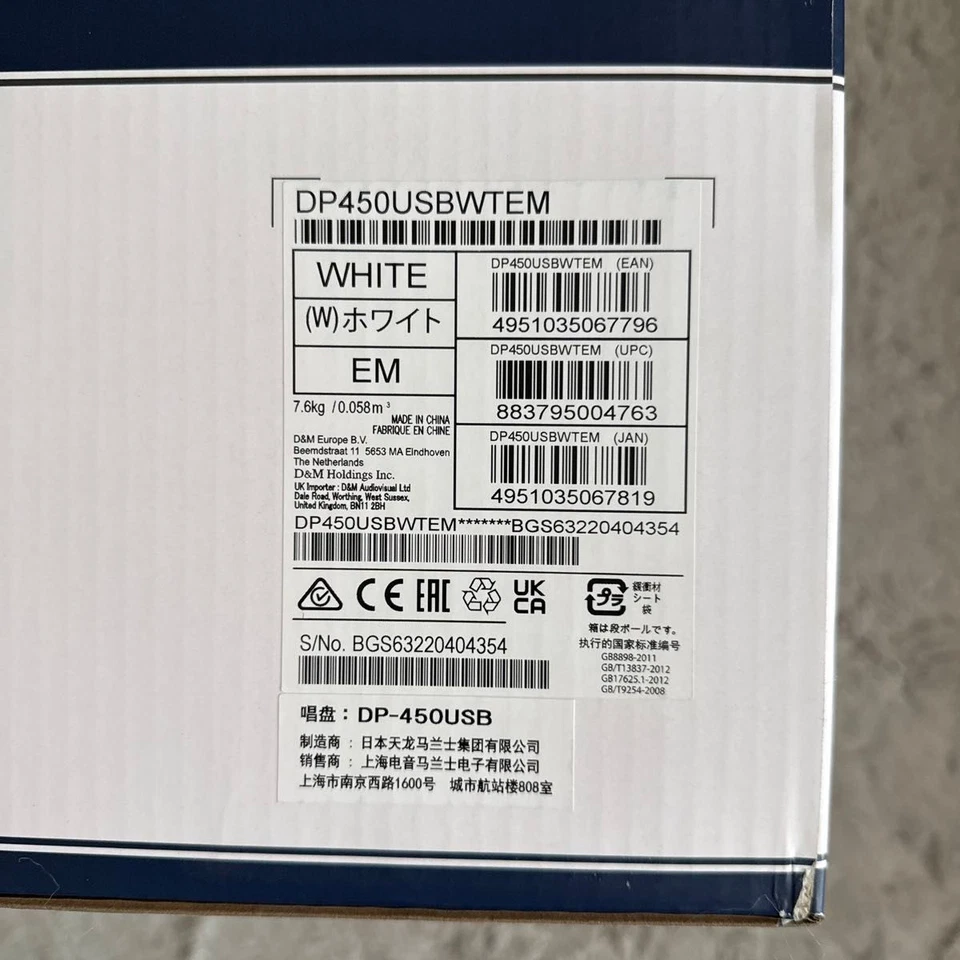 DP450USBWTEM
WHITE
(W)ホワイト
EM
DP450USBWTEM (EAN)
4951035067796
DP450USBWTEM (UPC)
883795004763
DP450USBWTEM (JAN)
4951035067819
7.6kg /0.058m³
MADE IN CHINA
FABRIQUE EN CHINE
D&M Europe B.V.
Beemdstraat 11 5653 MA Eindhoven
The Netherlands
D&M Holdings Inc.
UK Importer : D&M Audiovisual Ltd
Dale Road, Worthing, West Sussex,
United Kingdom, BN11 2BH
DP450USBWTEM*******BGS63220404354
CE EAC UK CA
プラ
緩衝材
シート
袋
箱は段ボールです。
S/No. BGS63220404354
执行的国家标准编号
GB8898-2011
GB/T13837-2012
GB17625.1-2012
GB/T9254-2008
唱盘：DP-450USB
制造商：日本天龙马兰士集团有限公司
销售商：上海电音马兰士电子有限公司
上海市南京西路1600号 城市航站楼808室